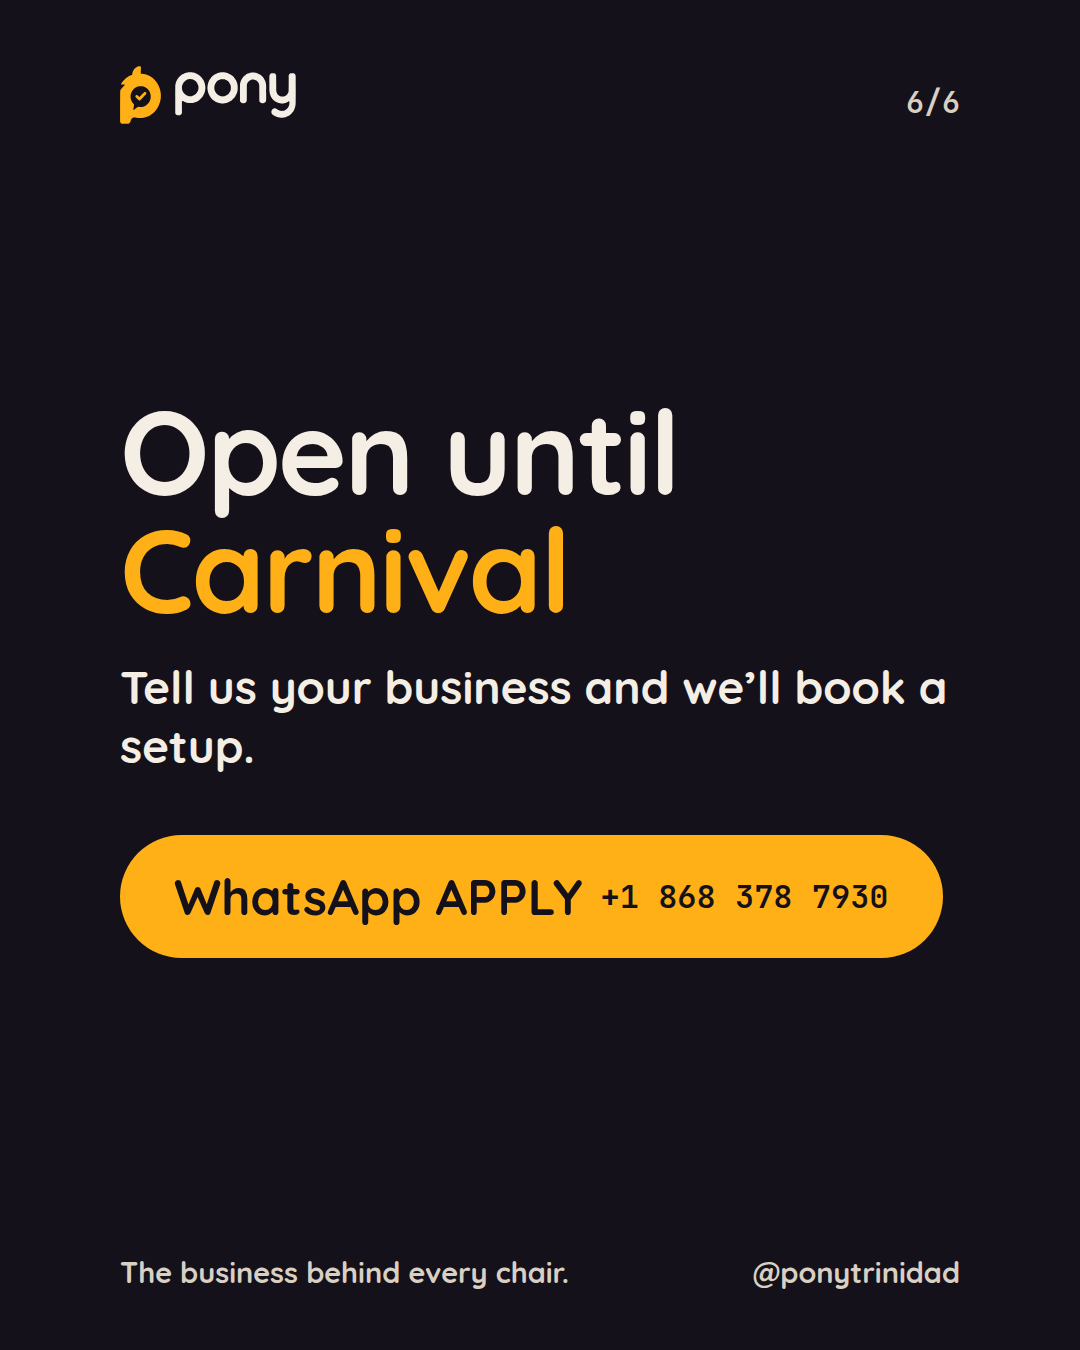 pony
6/6
Open until
Carnival
Tell us your business and we’ll book a
setup.
WhatsApp APPLY +1 868 378 7930
The business behind every chair.
@ponytrinidad